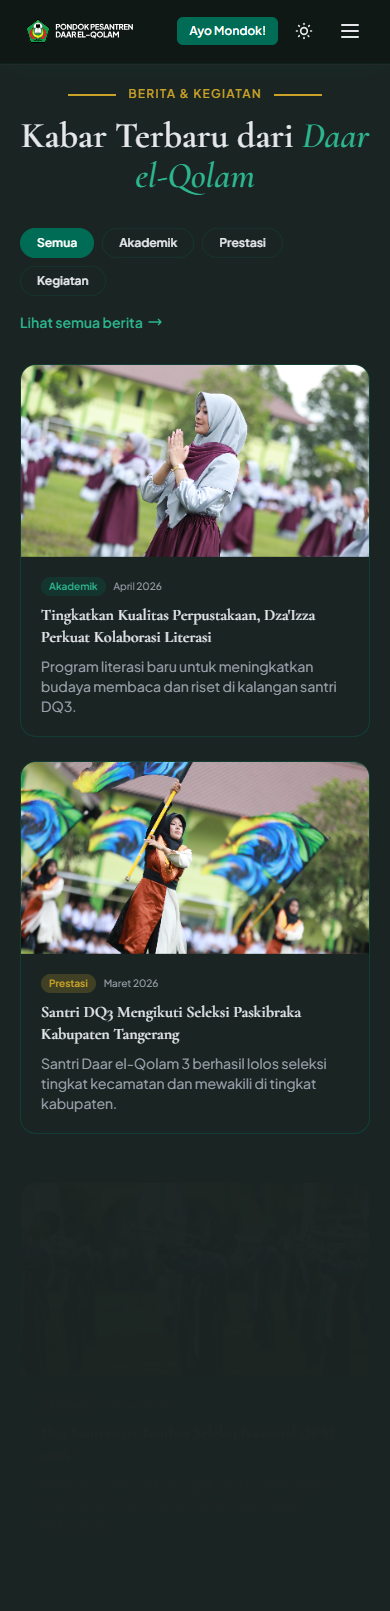 PONDOK PESANTREN
DAAR EL-QOLAM
Ayo Mondok!
BERITA & KEGIATAN
Kabar Terbaru dari Daar
el-Qolam
Semua
Akademik
Prestasi
Kegiatan
Lihat semua berita →
Akademik April 2026
Tingkatkan Kualitas Perpustakaan, Dza'Izza
Perkuat Kolaborasi Literasi
Program literasi baru untuk meningkatkan
budaya membaca dan riset di kalangan santri
DQ3.
Prestasi Maret 2026
Santri DQ3 Mengikuti Seleksi Paskibraka
Kabupaten Tangerang
Santri Daar el-Qolam 3 berhasil lolos seleksi
tingkat kecamatan dan mewakili di tingkat
kabupaten.